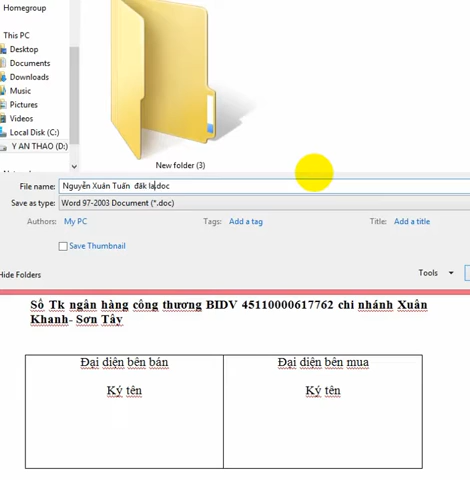 Homegroup
This PC
Desktop
Documents
Downloads
Music
Pictures
Videos
Local Disk (C:)
Y AN THAO (D:)
New folder (3)
File name: Nguyễn Xuân Tuấn đăk la.doc
Save as type: Word 97-2003 Document (*.doc)
Authors: My PC Tags: Add a tag Title: Add a title
Save Thumbnail
Hide Folders Tools
Số Tk ngân hàng công thương BIDV 45110000617762 chi nhánh Xuân
Khanh- Sơn Tây
Đại diện bên bán Đại diện bên mua
Ký tên Ký tên